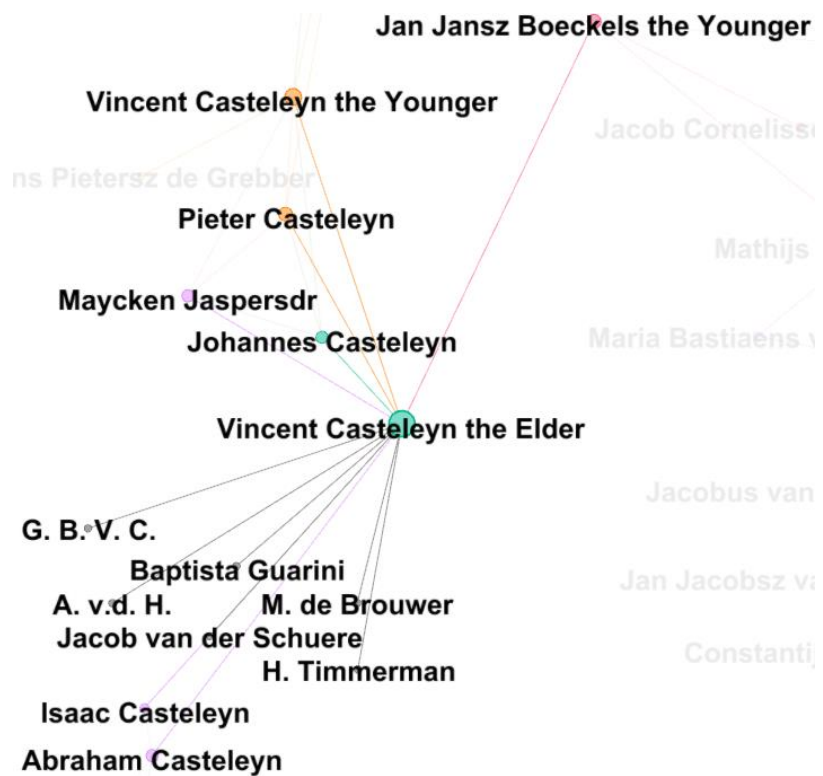 Jan Jansz Boeckels the Younger
Vincent Casteleyn the Younger
Jacob Cornelisse
ns Pietersz de Grebber
Pieter Casteleyn
Mathijs
Maycken Jaspersdr
Johannes Casteleyn
Maria Bastiaens v
Vincent Casteleyn the Elder
Jacobus van
G. B. V. C.
Baptista Guarini
Jan Jacobsz va
A. v.d. H.
M. de Brouwer
Jacob van der Schuere
Constantij
H. Timmerman
Isaac Casteleyn
Abraham Casteleyn